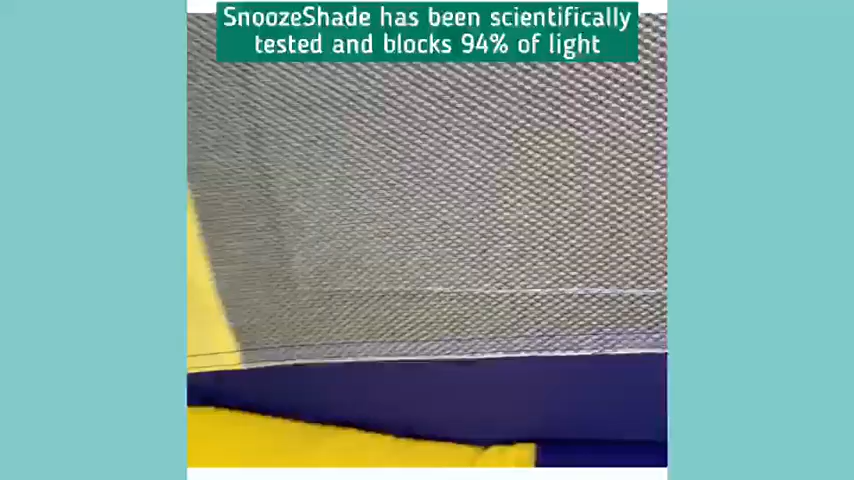 SnoozeShade has been scientifically
tested and blocks 94% of light